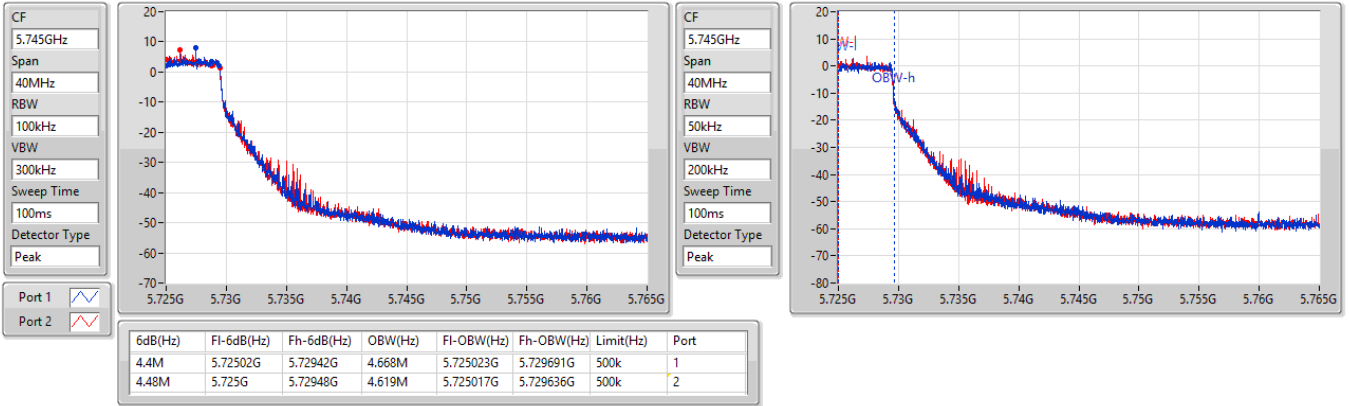 CF
5.745GHz
Span
40MHz
RBW
100kHz
VBW
300kHz
Sweep Time
100ms
Detector Type
Peak
Port 1
Port 2
20
10
0
-10
-20
-30
-40
-50
-60
-70
5.725G 5.73G 5.735G 5.74G 5.745G 5.75G 5.755G 5.76G 5.765G
CF
5.745GHz
Span
40MHz
RBW
50kHz
VBW
200kHz
Sweep Time
100ms
Detector Type
Peak
20
10
0
-10
-20
-30
-40
-50
-60
-70
-80
OBW-h
5.725G 5.73G 5.735G 5.74G 5.745G 5.75G 5.755G 5.76G 5.765G
6dB(Hz) Fl-6dB(Hz) Fh-6dB(Hz) OBW(Hz) Fl-OBW(Hz) Fh-OBW(Hz) Limit(Hz) Port
4.4M 5.72502G 5.72942G 4.668M 5.725023G 5.729691G 500k 1
4.48M 5.725G 5.72948G 4.619M 5.725017G 5.729636G 500k 2